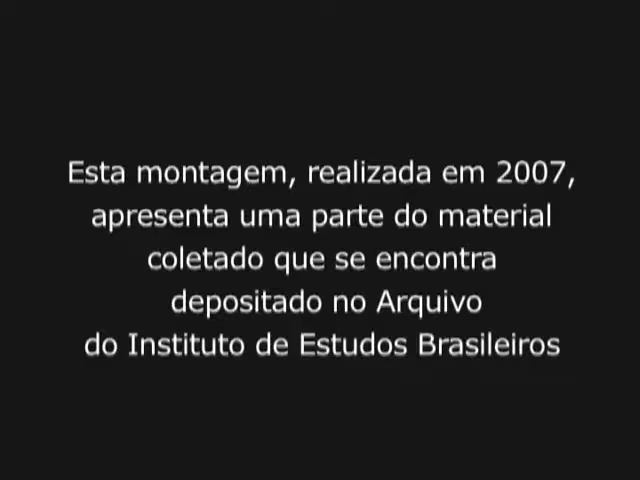 Esta montagem, realizada em 2007,
apresenta uma parte do material
coletado que se encontra
depositado no Arquivo
do Instituto de Estudos Brasileiros